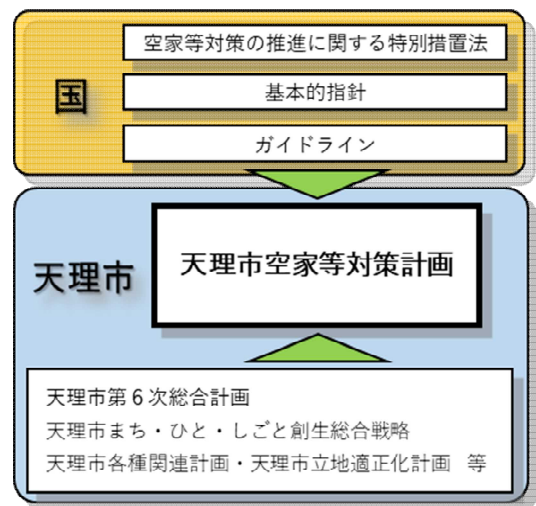 国
空家等対策の推進に関する特別措置法
基本的指針
ガイドライン
天理市
天理市空家等対策計画
天理市第6次総合計画
天理市まち・ひと・しごと創生総合戦略
天理市各種関連計画・天理市立地適正化計画 等